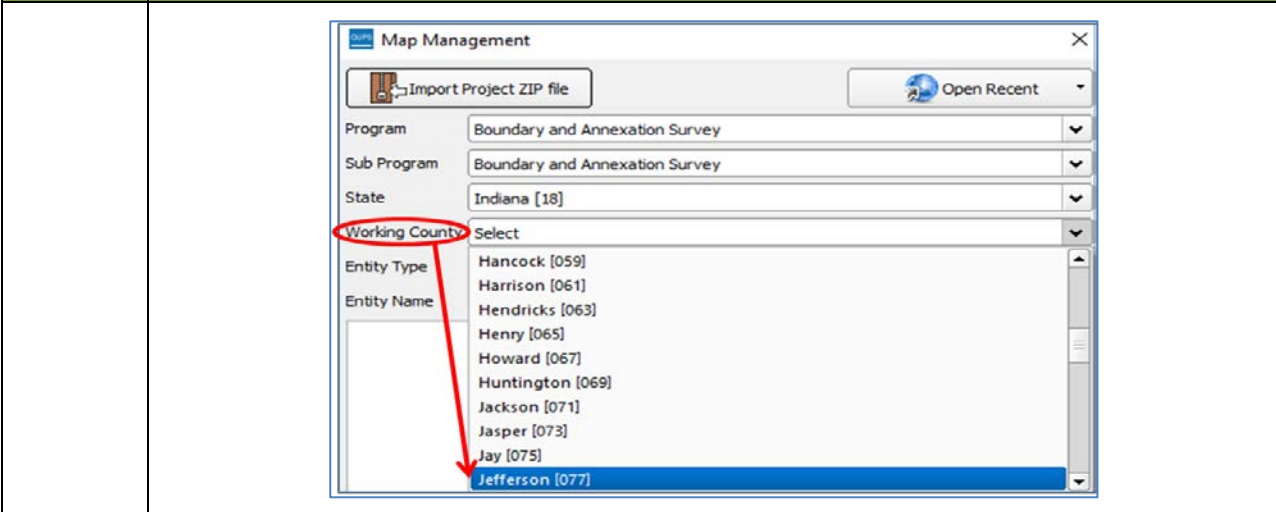 GUPS Map Management
Import Project ZIP file Open Recent
Program Boundary and Annexation Survey
Sub Program Boundary and Annexation Survey
State Indiana [18]
Working County Select
Entity Type
Entity Name
Hancock [059]
Harrison [061]
Hendricks [063]
Henry [065]
Howard [067]
Huntington [069]
Jackson [071]
Jasper [073]
Jay [075]
Jefferson [077]